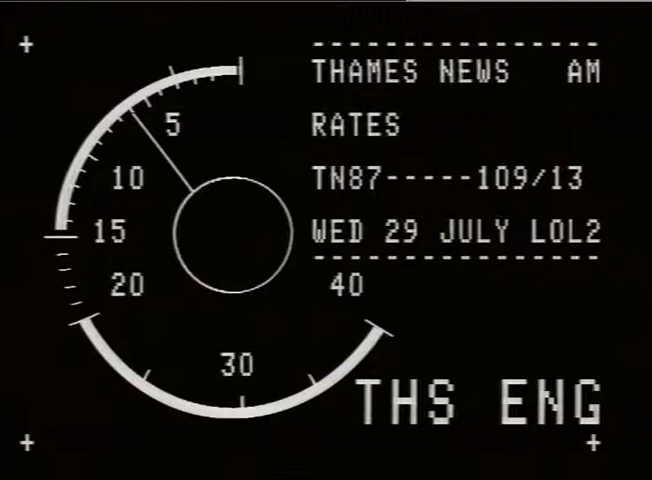 THAMES NEWS AM
RATES
TN87-----109/13
WED 29 JULY LOL2
5
10
15
20
30
40
THS ENG